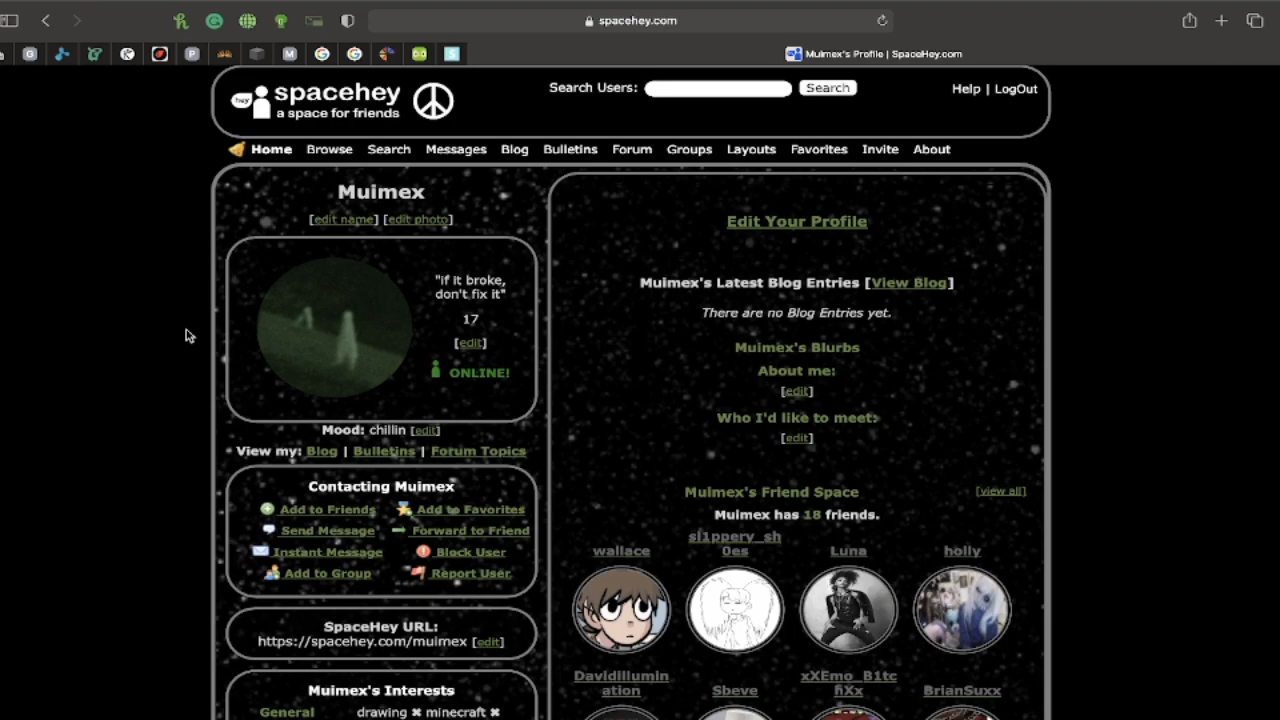 spacehey.com
Muimex's Profile | SpaceHey.com
hey
spacehey
a space for friends
Search Users:
Search
Help | LogOut
Home Browse Search Messages Blog Bulletins Forum Groups Layouts Favorites Invite About
Muimex
[edit name] [edit photo]
"if it broke,
don't fix it"
17
[edit]
ONLINE!
Mood: chillin [edit]
View my: Blog | Bulletins | Forum Topics
Contacting Muimex
Add to Friends Add to Favorites
Send Message Forward to Friend
Instant Message Block User
Add to Group Report User
SpaceHey URL:
https://spacehey.com/muimex [edit]
Muimex's Interests
General drawing ✖ minecraft ✖
Edit Your Profile
Muimex's Latest Blog Entries [View Blog]
There are no Blog Entries yet.
Muimex's Blurbs
About me:
[edit]
Who I'd like to meet:
[edit]
Muimex's Friend Space [view all]
Muimex has 18 friends.
wallace
sl1ppery_sh
0es
Luna
holly
Davidillumin
ation
Sbeve
xXEmo_B1tc
hXx
BrianSuxx